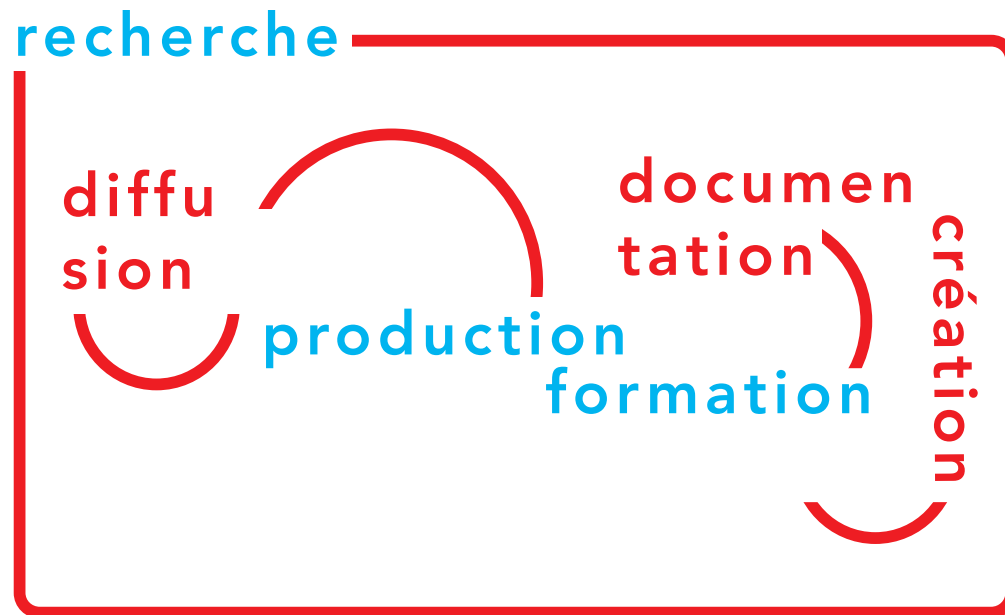 recherche
diffu
sion
documen
tation
création
production
formation